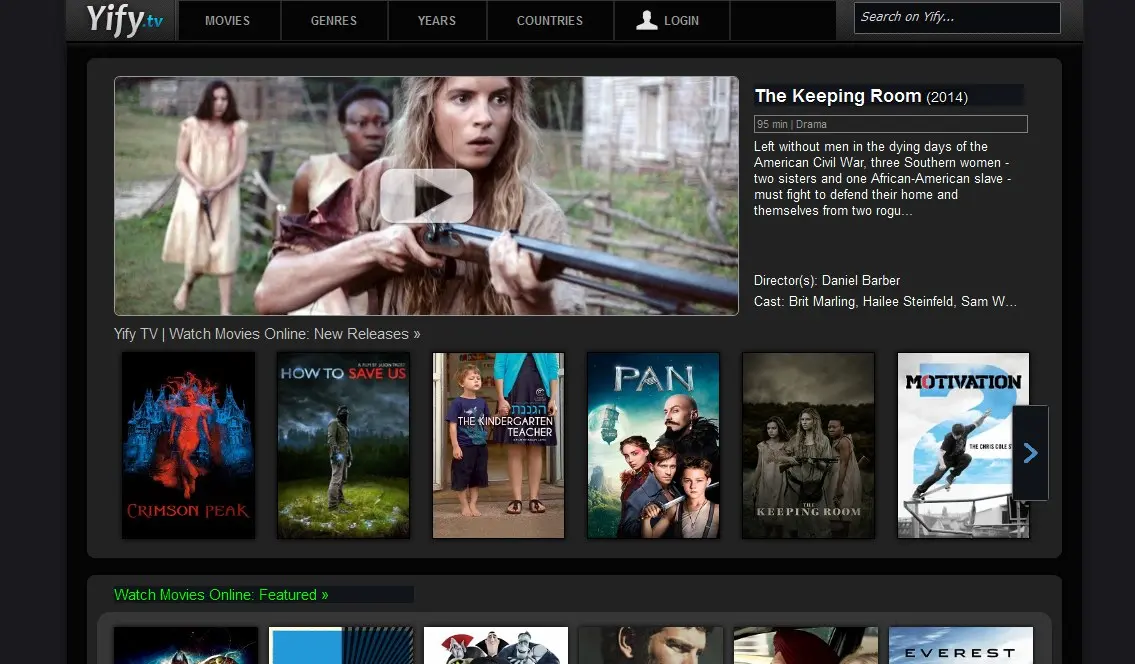 Yify.tv
MOVIES
GENRES
YEARS
COUNTRIES
LOGIN
Search on Yify...
The Keeping Room (2014)
95 min | Drama
Left without men in the dying days of the
American Civil War, three Southern women -
two sisters and one African-American slave -
must fight to defend their home and
themselves from two rogu...
Director(s): Daniel Barber
Cast: Brit Marling, Hailee Steinfeld, Sam W...
Yify TV | Watch Movies Online: New Releases »
CRIMSON PEAK
HOW TO SAVE US
הגננת
THE KINDERGARTEN
TEACHER
PAN
THE
KEEPING ROOM
MOTIVATION
2
THE CHRIS COLE S
Watch Movies Online: Featured »
EVEREST